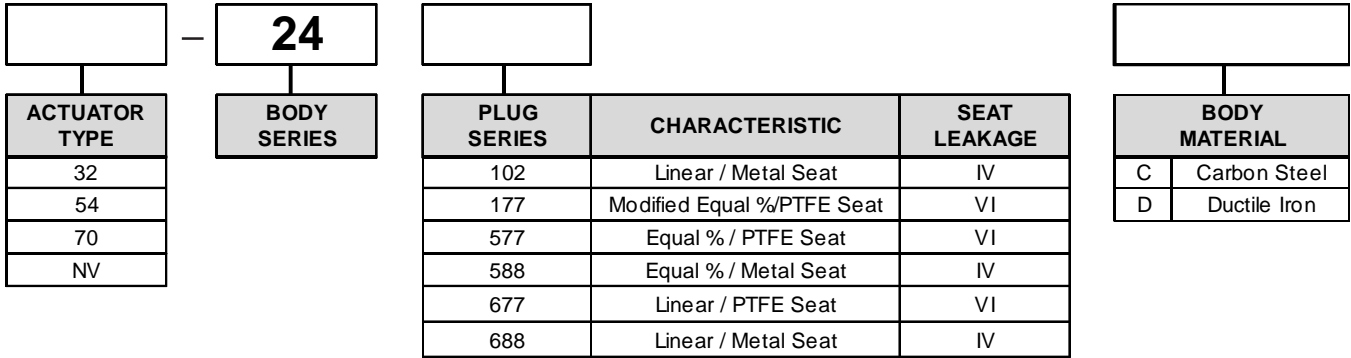 – 24
ACTUATOR TYPE BODY SERIES PLUG SERIES CHARACTERISTIC SEAT LEAKAGE BODY MATERIAL
32 102 Linear / Metal Seat IV C Carbon Steel
54 177 Modified Equal %/PTFE Seat VI D Ductile Iron
70 577 Equal % / PTFE Seat VI
NV 588 Equal % / Metal Seat IV
677 Linear / PTFE Seat VI
688 Linear / Metal Seat IV